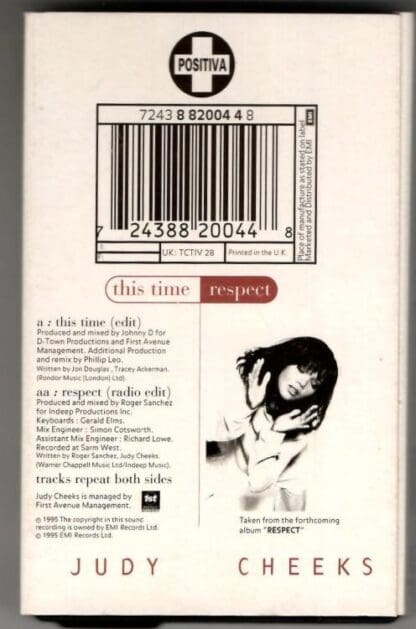 POSITIVA
7243 8 82004 4 8
7 24388 20044 8
UK: TCTIV 28
Printed in the U.K.
Place of manufacture as stated on label
Marketed and Distributed by EMI
EMI
this time respect
a : this time (edit)
Produced and mixed by Johnny D for
D-Town Productions and First Avenue
Management. Additional Production
and remix by Phillip Leo.
Written by Jon Douglas , Tracey Ackerman.
(Rondor Music (London) Ltd).
aa : respect (radio edit)
Produced and mixed by Roger Sanchez
for Indeep Productions Inc.
Keyboards : Gerald Elms.
Mix Engineer : Simon Cotsworth.
Assistant Mix Engineer : Richard Lowe.
Recorded at Sarm West.
Written by Roger Sanchez, Judy Cheeks.
(Warner Chappell Music Ltd/Indeep Music).
tracks repeat both sides
Judy Cheeks is managed by
First Avenue Management.
1st
℗ 1995 The copyright in this sound
recording is owned by EMI Records Ltd.
© 1995 EMI Records Ltd.
Taken from the forthcoming
album "RESPECT"
JUDY CHEEKS